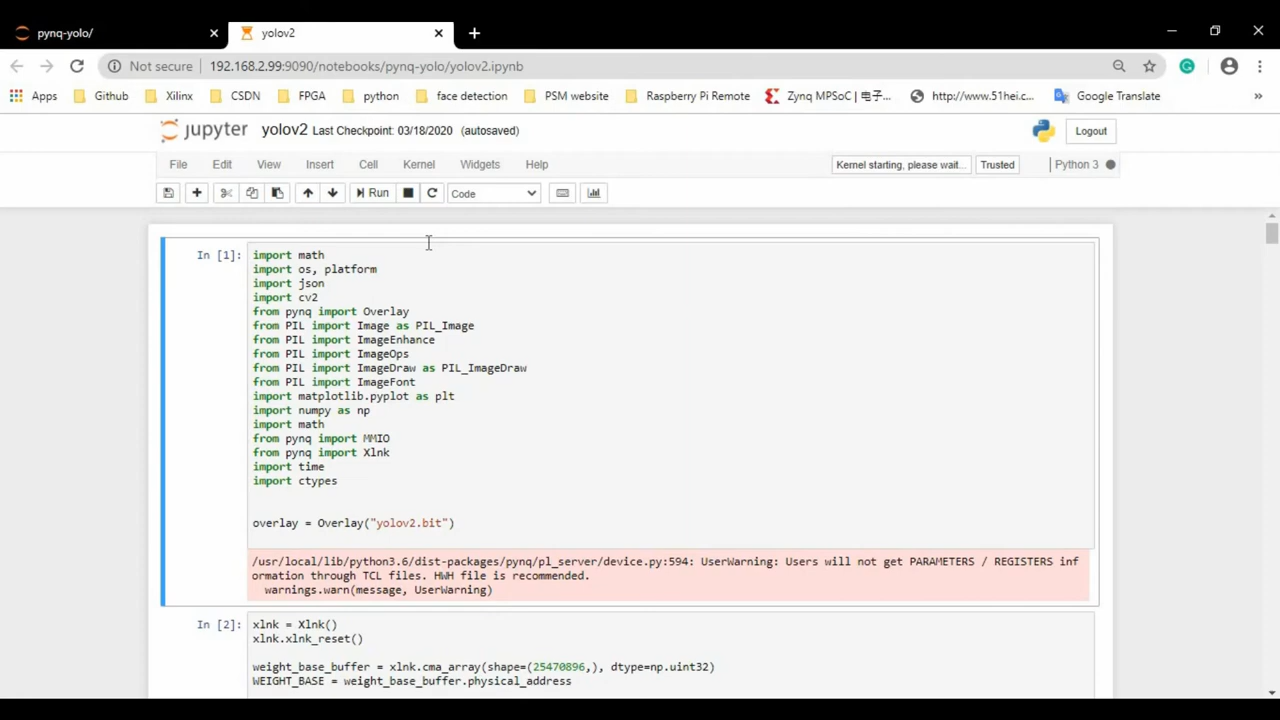 pynq-yolo/
yolov2
Not secure 192.168.2.99:9090/notebooks/pynq-yolo/yolov2.ipynb
Apps Github Xilinx CSDN FPGA python face detection PSM website Raspberry Pi Remote Zynq MPSoC | 电子... http://www.51hei.c... Google Translate »
jupyter yolov2 Last Checkpoint: 03/18/2020 (autosaved) Logout
File Edit View Insert Cell Kernel Widgets Help Kernel starting, please wait... Trusted Python 3
Run Code
In [1]:
import math
import os, platform
import json
import cv2
from pynq import Overlay
from PIL import Image as PIL_Image
from PIL import ImageEnhance
from PIL import ImageOps
from PIL import ImageDraw as PIL_ImageDraw
from PIL import ImageFont
import matplotlib.pyplot as plt
import numpy as np
import math
from pynq import MMIO
from pynq import Xlnk
import time
import ctypes
overlay = Overlay("yolov2.bit")
/usr/local/lib/python3.6/dist-packages/pynq/pl_server/device.py:594: UserWarning: Users will not get PARAMETERS / REGISTERS inf
ormation through TCL files. HWH file is recommended.
warnings.warn(message, UserWarning)
In [2]:
xlnk = Xlnk()
xlnk.xlnk_reset()
weight_base_buffer = xlnk.cma_array(shape=(25470896,), dtype=np.uint32)
WEIGHT_BASE = weight_base_buffer.physical_address